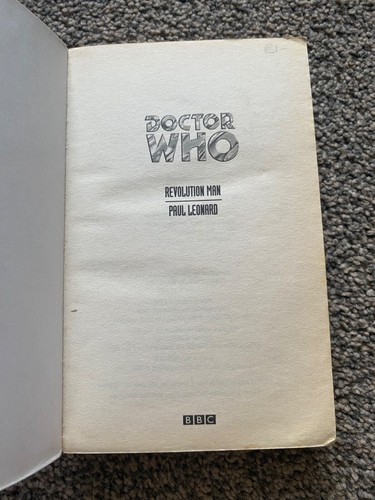 DOCTOR
WHO
REVOLUTION MAN
PAUL LEONARD
BBC